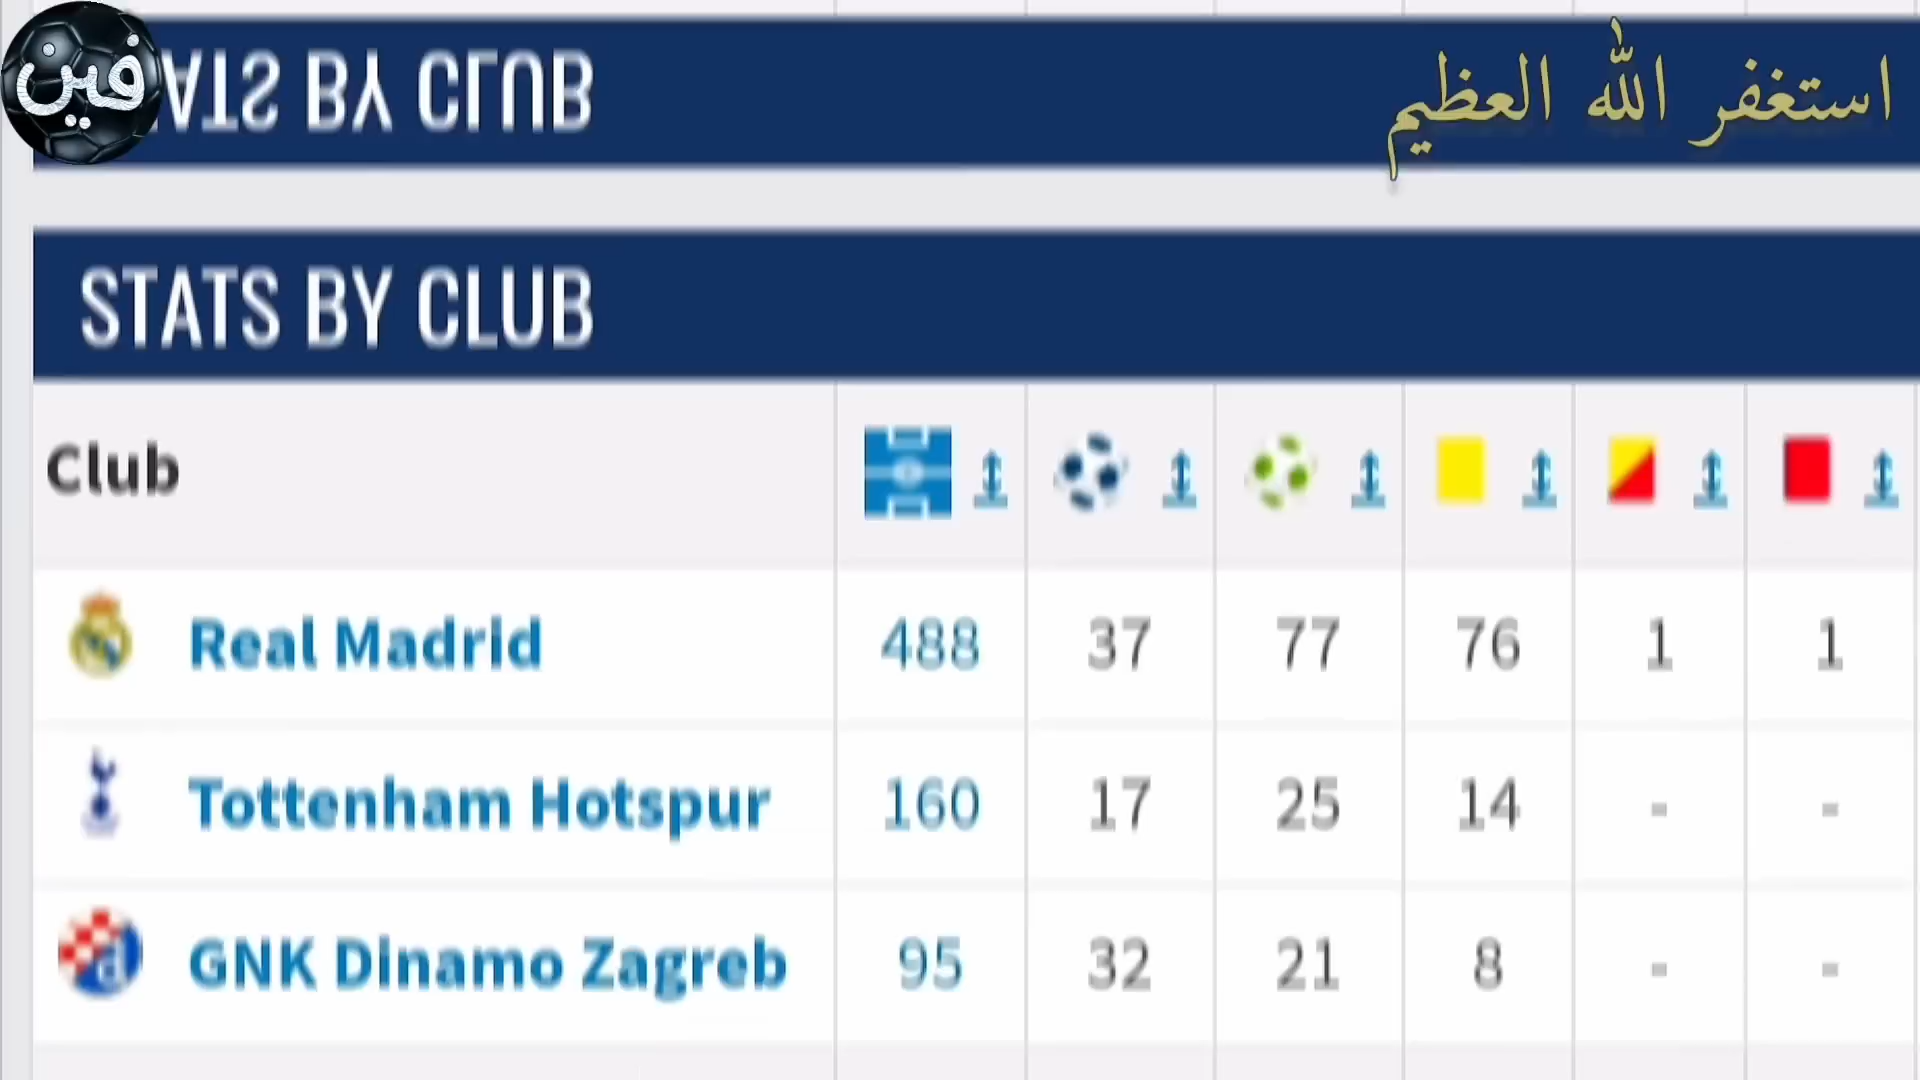 فين
STATS BY CLUB
استغفر الله العظيم
STATS BY CLUB
Club
Real Madrid 488 37 77 76 1 1
Tottenham Hotspur 160 17 25 14 - -
GNK Dinamo Zagreb 95 32 21 8 - -